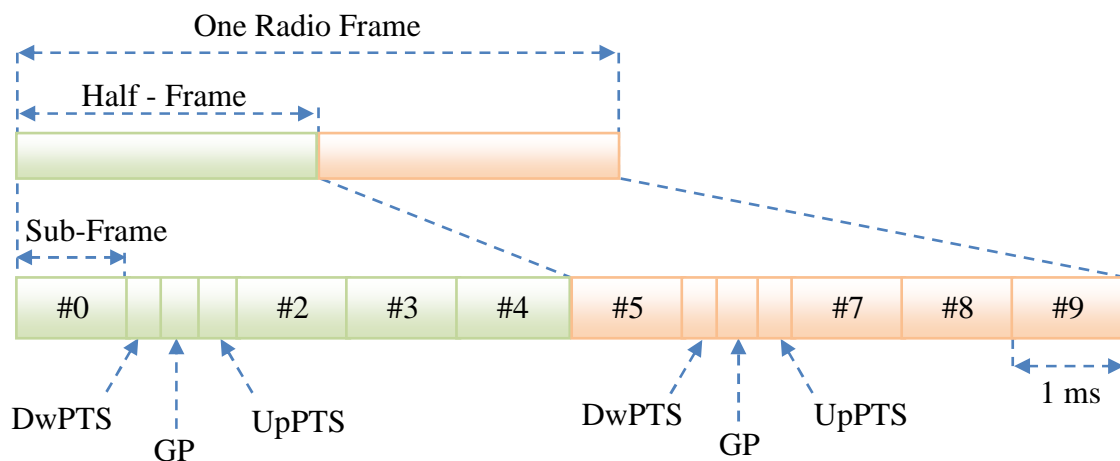 One Radio Frame
Half - Frame
Sub-Frame
#0 #2 #3 #4 #5 #7 #8 #9
DwPTS GP UpPTS DwPTS GP UpPTS 1 ms